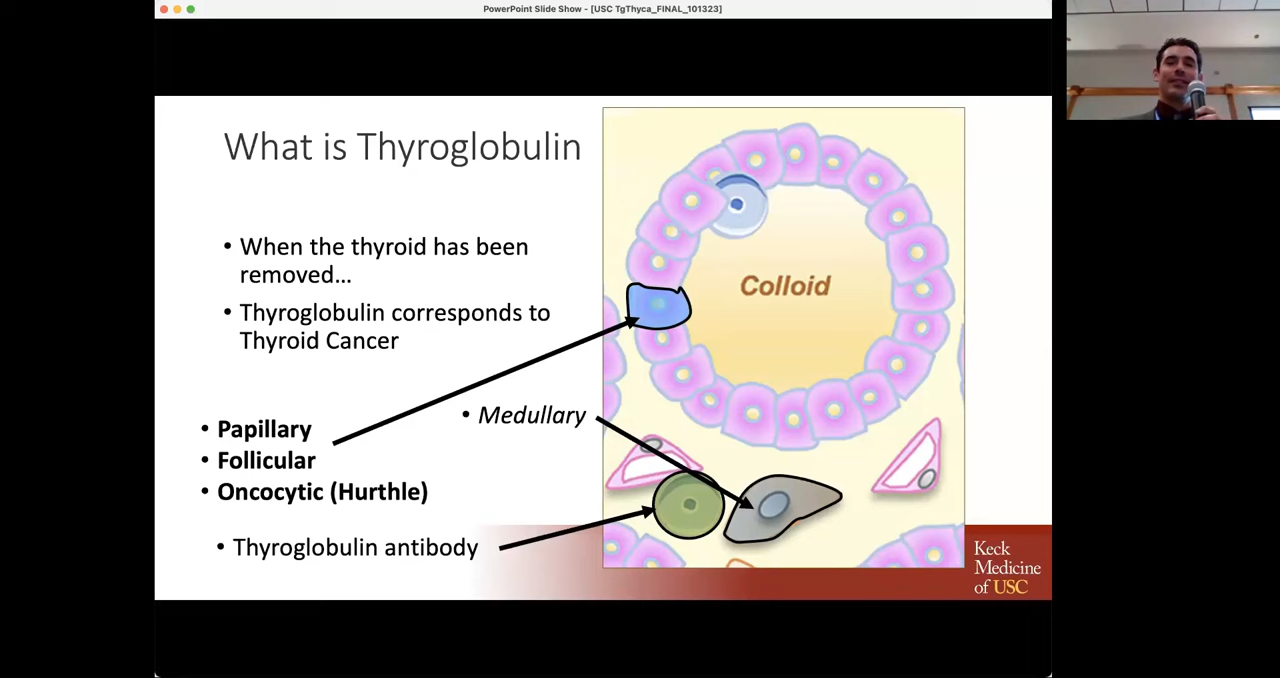 PowerPoint Slide Show - [USC TgThyca_FINAL_101323]
What is Thyroglobulin
• When the thyroid has been
removed…
• Thyroglobulin corresponds to
Thyroid Cancer
Colloid
• Medullary
• Papillary
• Follicular
• Oncocytic (Hurthle)
• Thyroglobulin antibody
Keck
Medicine
of USC